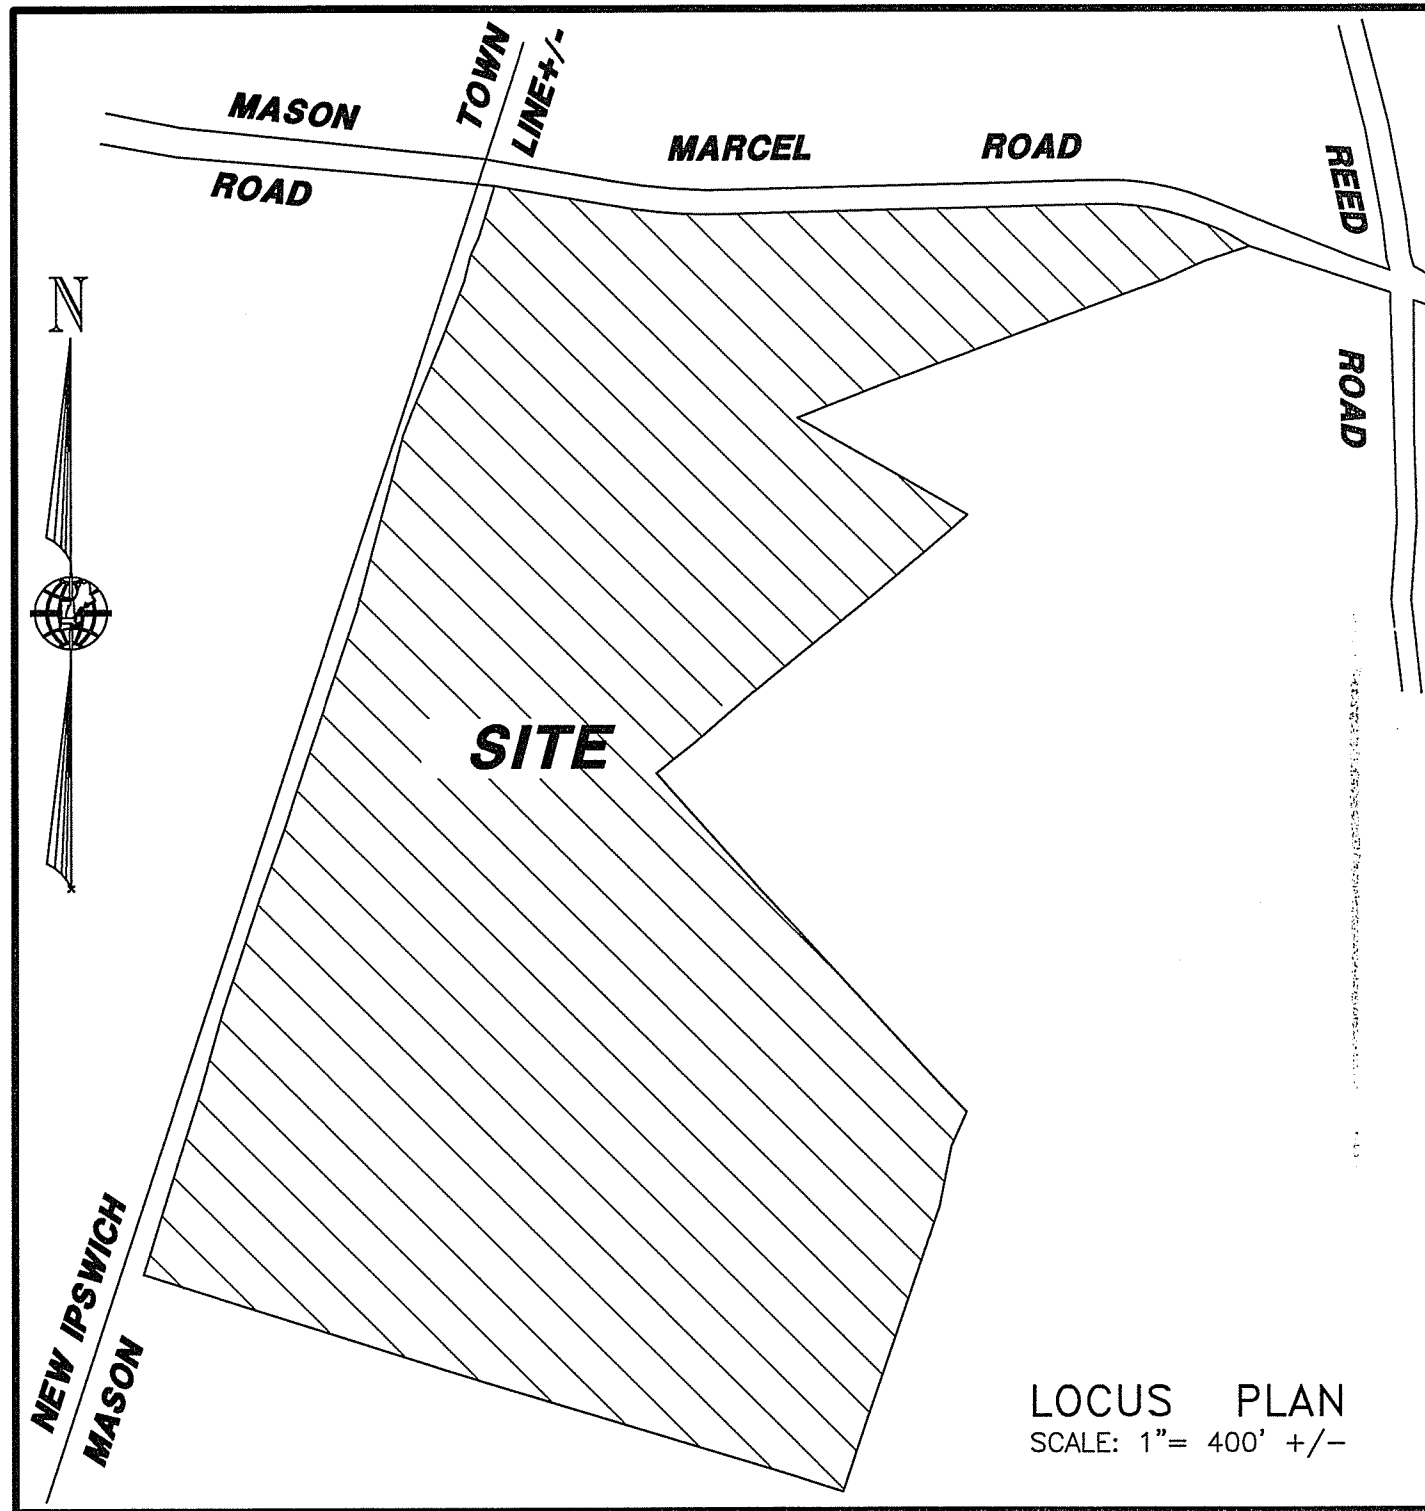 TOWN
LINE+/-
MASON
ROAD
MARCEL ROAD
REED
ROAD
N
SITE
NEW IPSWICH
MASON
LOCUS PLAN
SCALE: 1"= 400' +/-